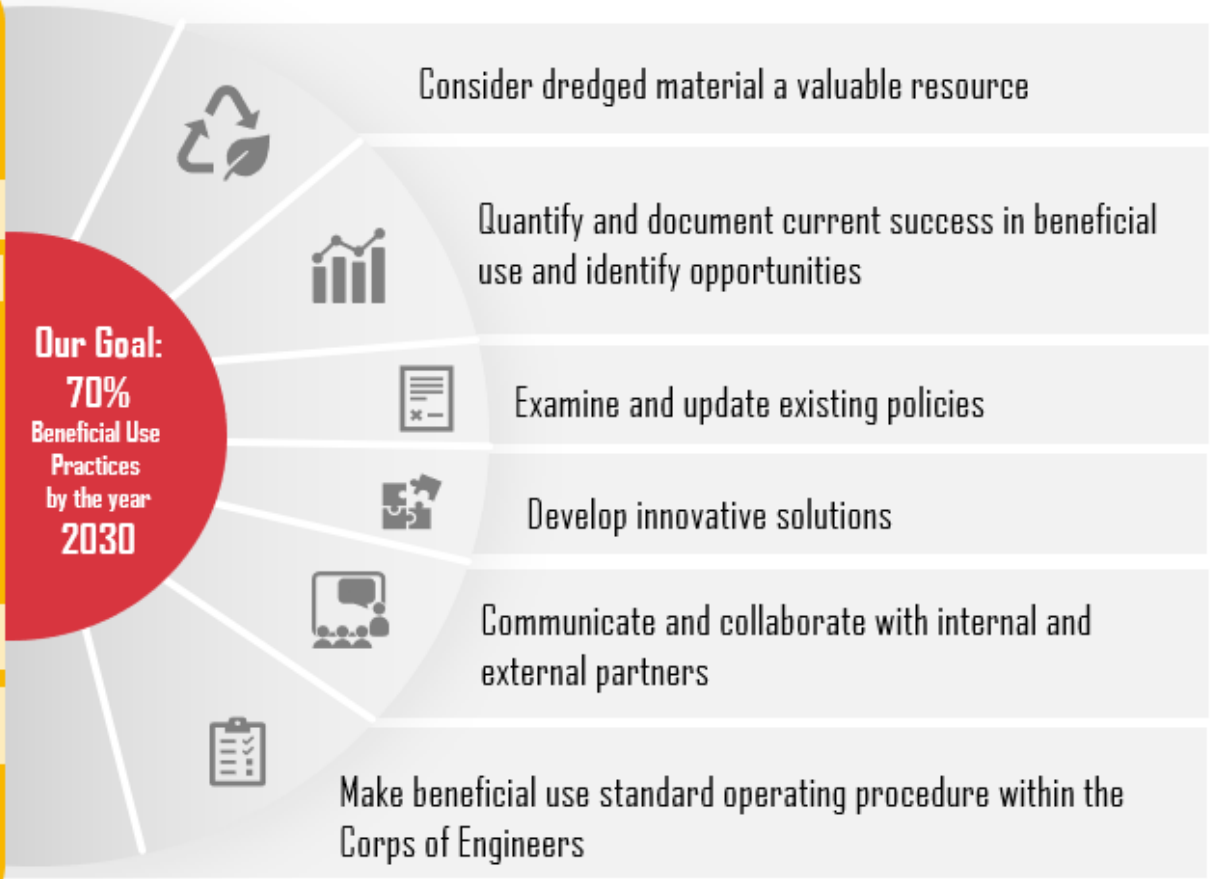 Our Goal:
70%
Beneficial Use
Practices
by the year
2030
Consider dredged material a valuable resource
Quantify and document current success in beneficial
use and identify opportunities
Examine and update existing policies
Develop innovative solutions
Communicate and collaborate with internal and
external partners
Make beneficial use standard operating procedure within the
Corps of Engineers